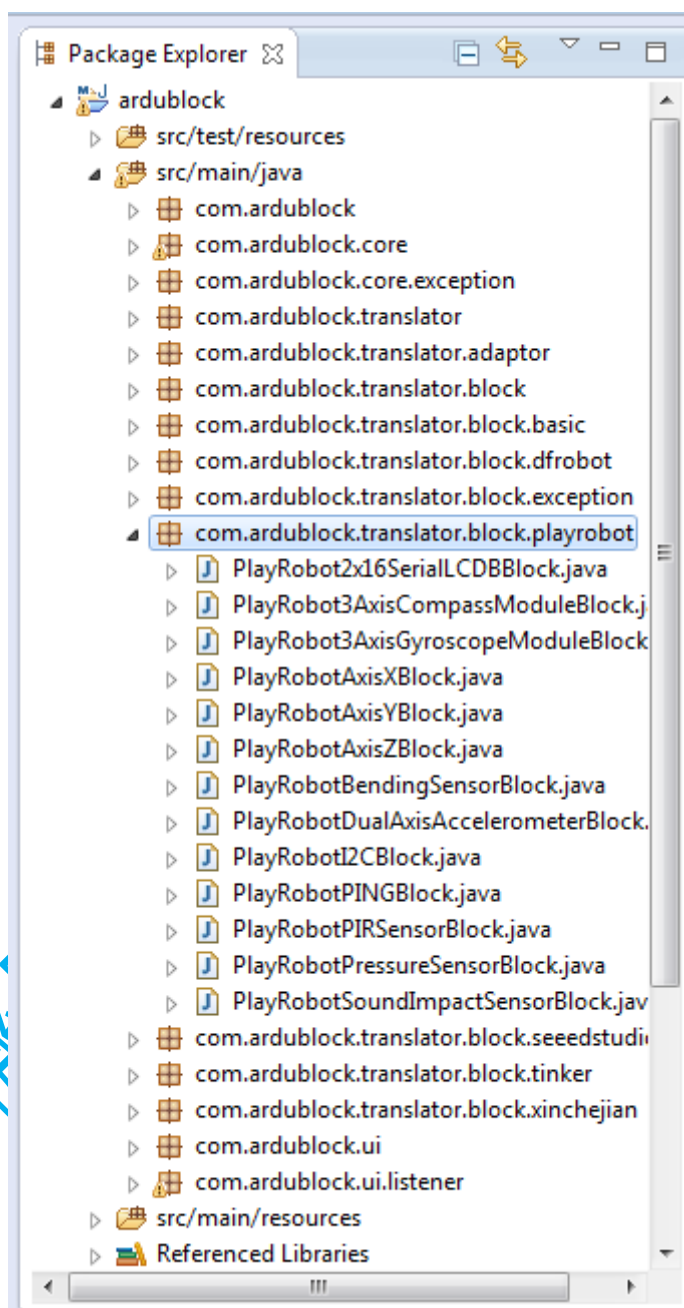 Package Explorer
ardublock
src/test/resources
src/main/java
com.ardublock
com.ardublock.core
com.ardublock.core.exception
com.ardublock.translator
com.ardublock.translator.adaptor
com.ardublock.translator.block
com.ardublock.translator.block.basic
com.ardublock.translator.block.dfrobot
com.ardublock.translator.block.exception
com.ardublock.translator.block.playrobot
PlayRobot2x16SerialLCDBBlock.java
PlayRobot3AxisCompassModuleBlock.j
PlayRobot3AxisGyroscopeModuleBlock
PlayRobotAxisXBlock.java
PlayRobotAxisYBlock.java
PlayRobotAxisZBlock.java
PlayRobotBendingSensorBlock.java
PlayRobotDualAxisAccelerometerBlock.
PlayRobotI2CBlock.java
PlayRobotPINGBlock.java
PlayRobotPIRSensorBlock.java
PlayRobotPressureSensorBlock.java
PlayRobotSoundImpactSensorBlock.jav
com.ardublock.translator.block.seeedstudi
com.ardublock.translator.block.tinker
com.ardublock.translator.block.xinchejian
com.ardublock.ui
com.ardublock.ui.listener
src/main/resources
Referenced Libraries